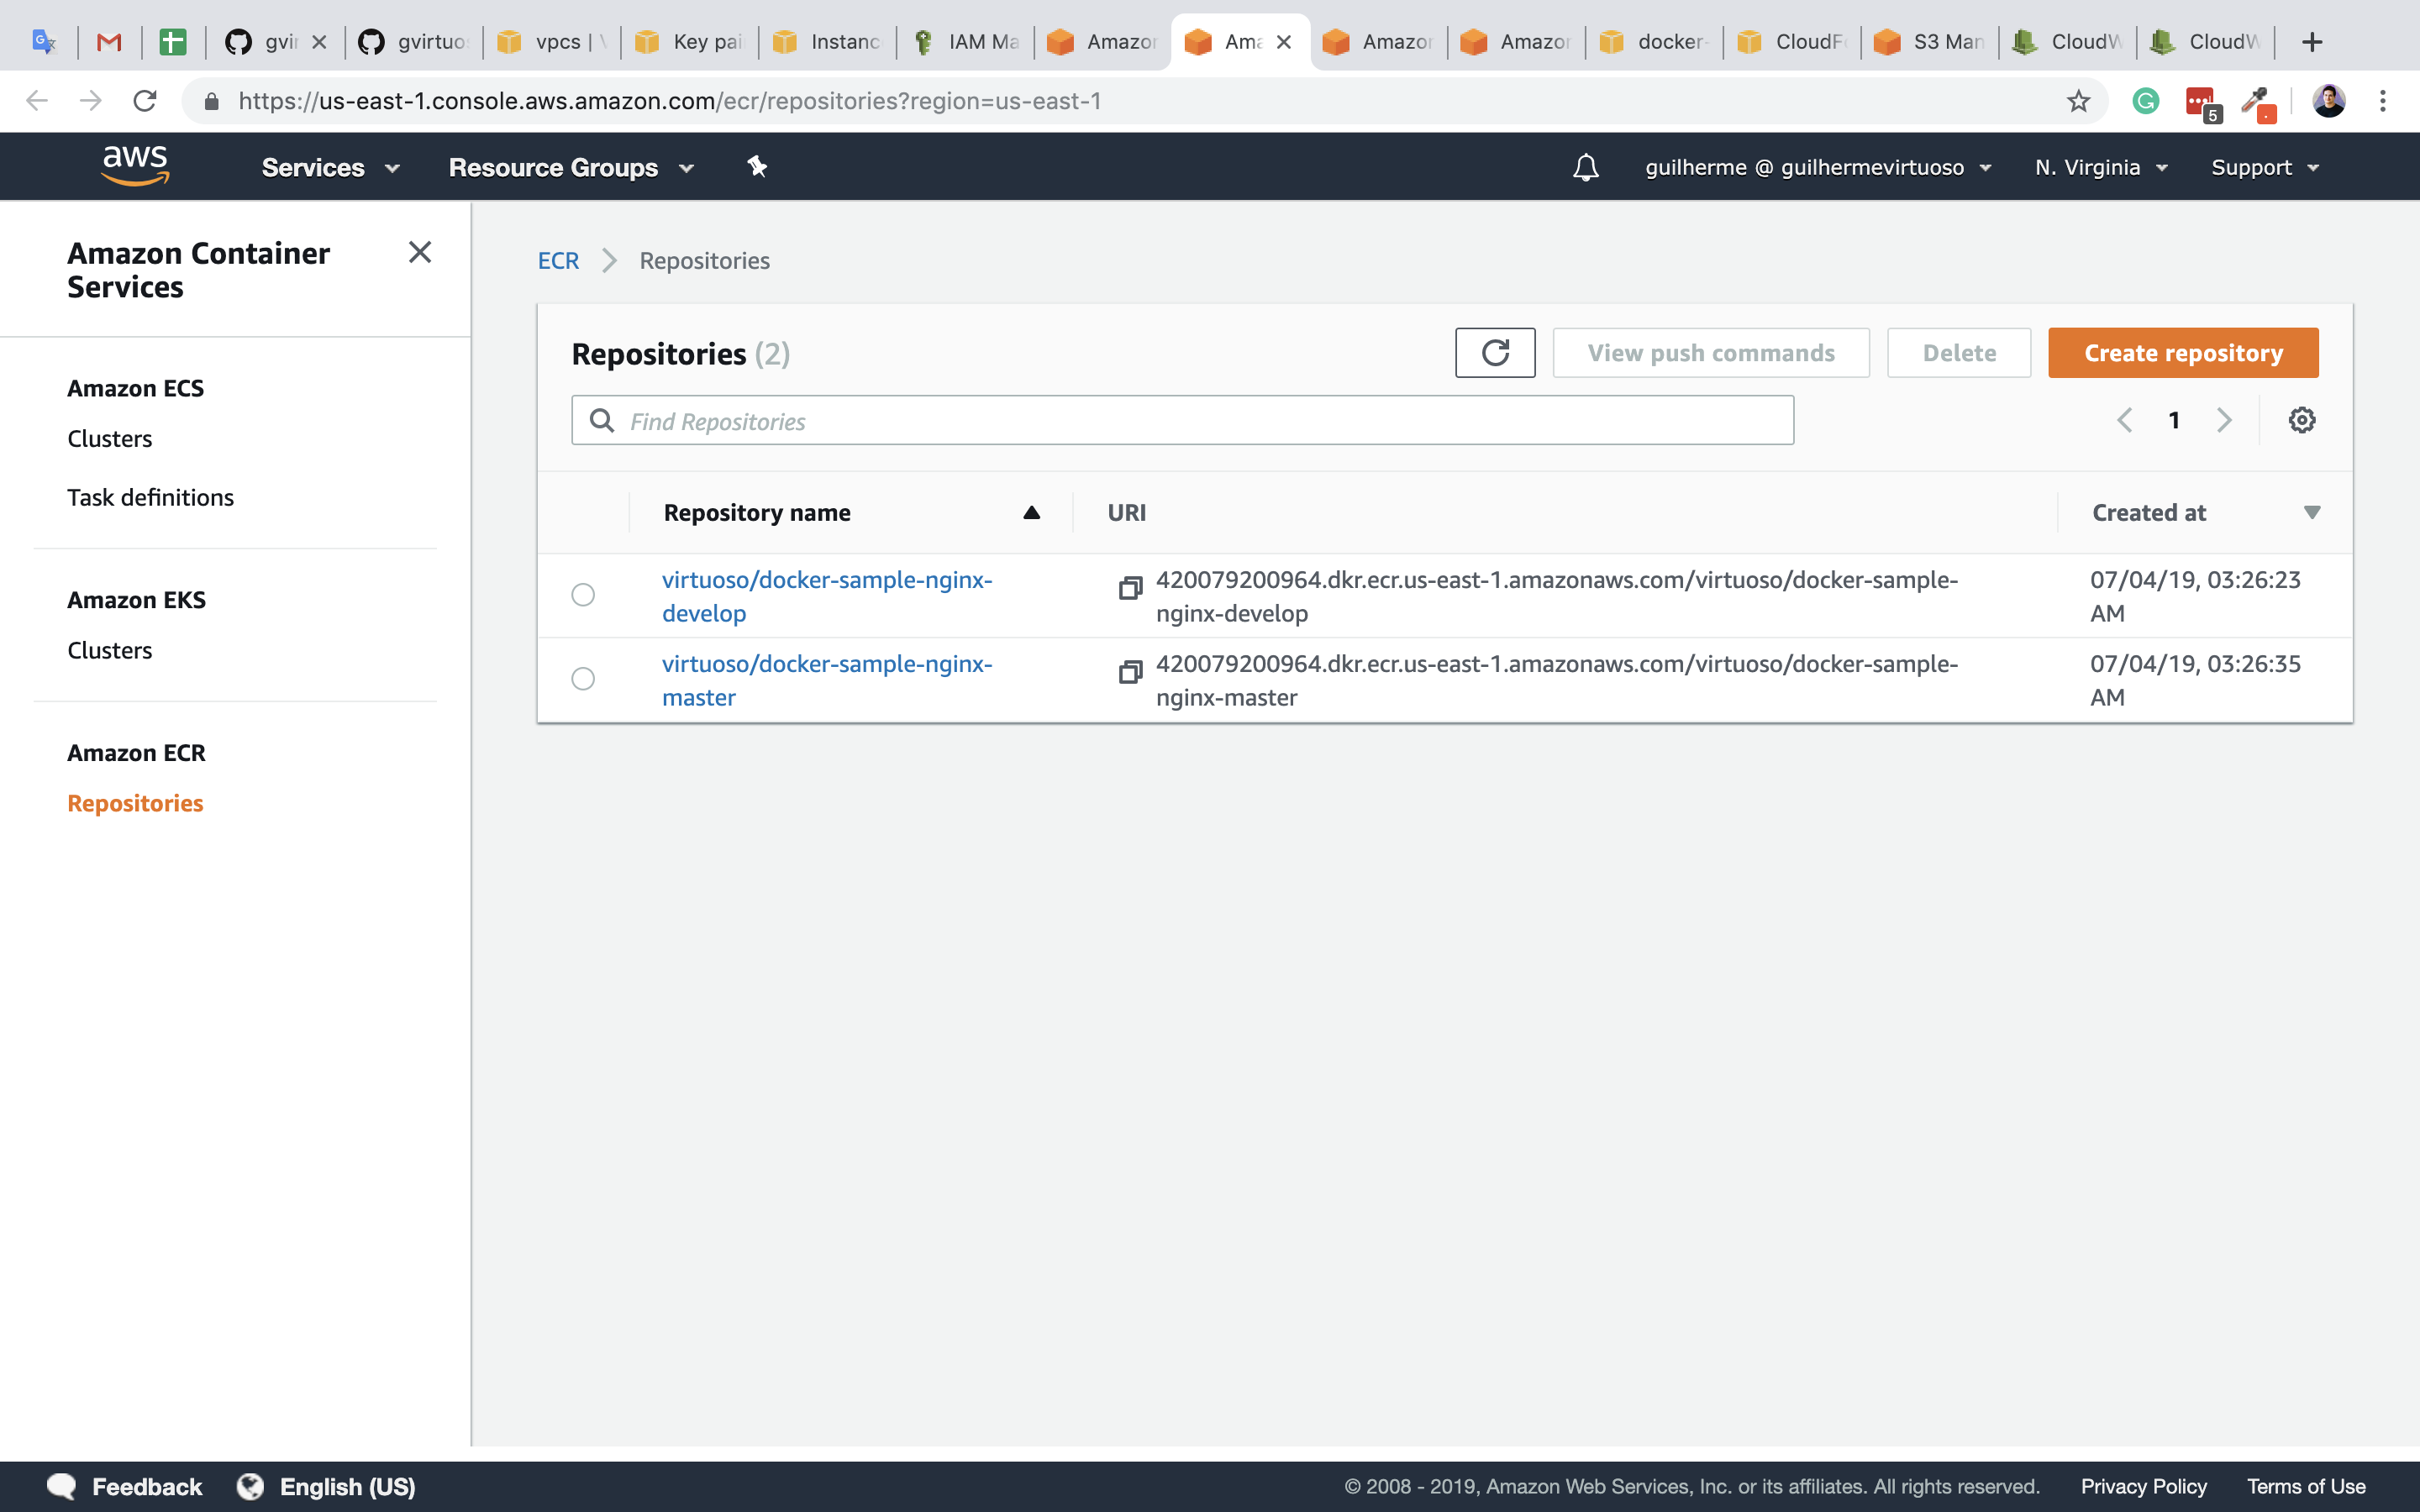 gvir
gvirtuos
vpcs | V
Key pai
Instanc
IAM Ma
Amazon
Ama
Amazon
Amazon
docker-
CloudFo
S3 Man
CloudW
CloudW
https://us-east-1.console.aws.amazon.com/ecr/repositories?region=us-east-1
5
aws
Services
Resource Groups
guilherme @ guilhermevirtuoso
N. Virginia
Support
Amazon Container
Services
Amazon ECS
Clusters
Task definitions
Amazon EKS
Clusters
Amazon ECR
Repositories
ECR
Repositories
Repositories (2)
View push commands
Delete
Create repository
Find Repositories
1
Repository name
URI
Created at
virtuoso/docker-sample-nginx-
develop
420079200964.dkr.ecr.us-east-1.amazonaws.com/virtuoso/docker-sample-
nginx-develop
07/04/19, 03:26:23
AM
virtuoso/docker-sample-nginx-
master
420079200964.dkr.ecr.us-east-1.amazonaws.com/virtuoso/docker-sample-
nginx-master
07/04/19, 03:26:35
AM
Feedback
English (US)
© 2008 - 2019, Amazon Web Services, Inc. or its affiliates. All rights reserved.
Privacy Policy
Terms of Use